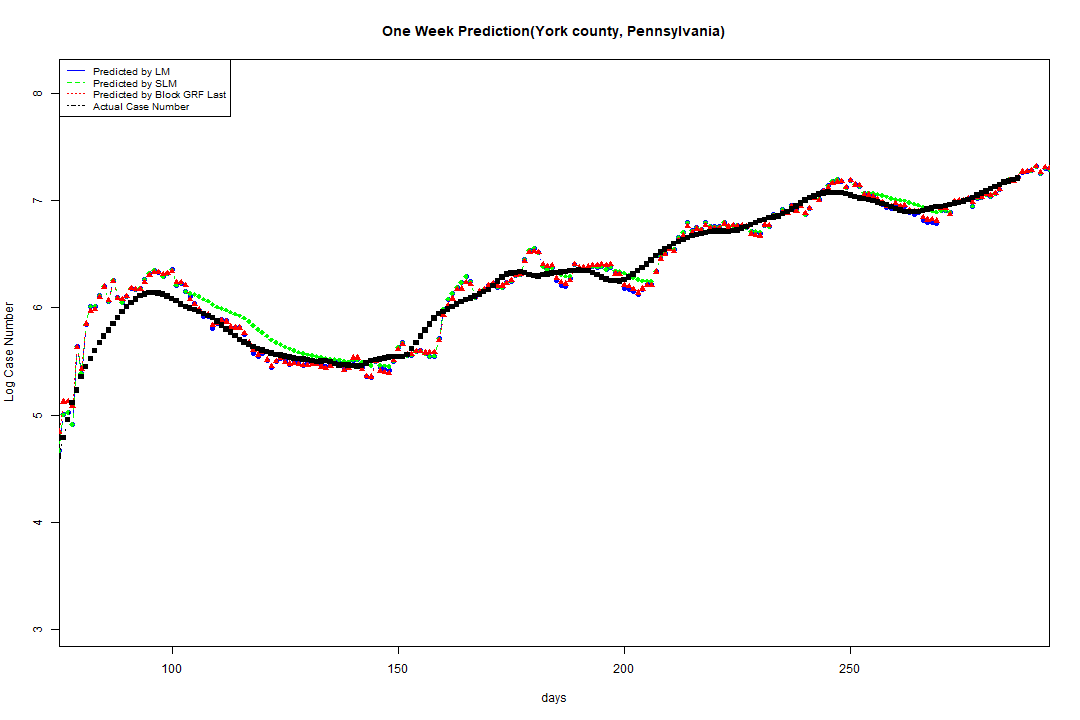 One Week Prediction(York county, Pennsylvania)
Predicted by LM
Predicted by SLM
Predicted by Block GRF Last
Actual Case Number
8
7
6
5
4
3
Log Case Number
100 150 200 250
days